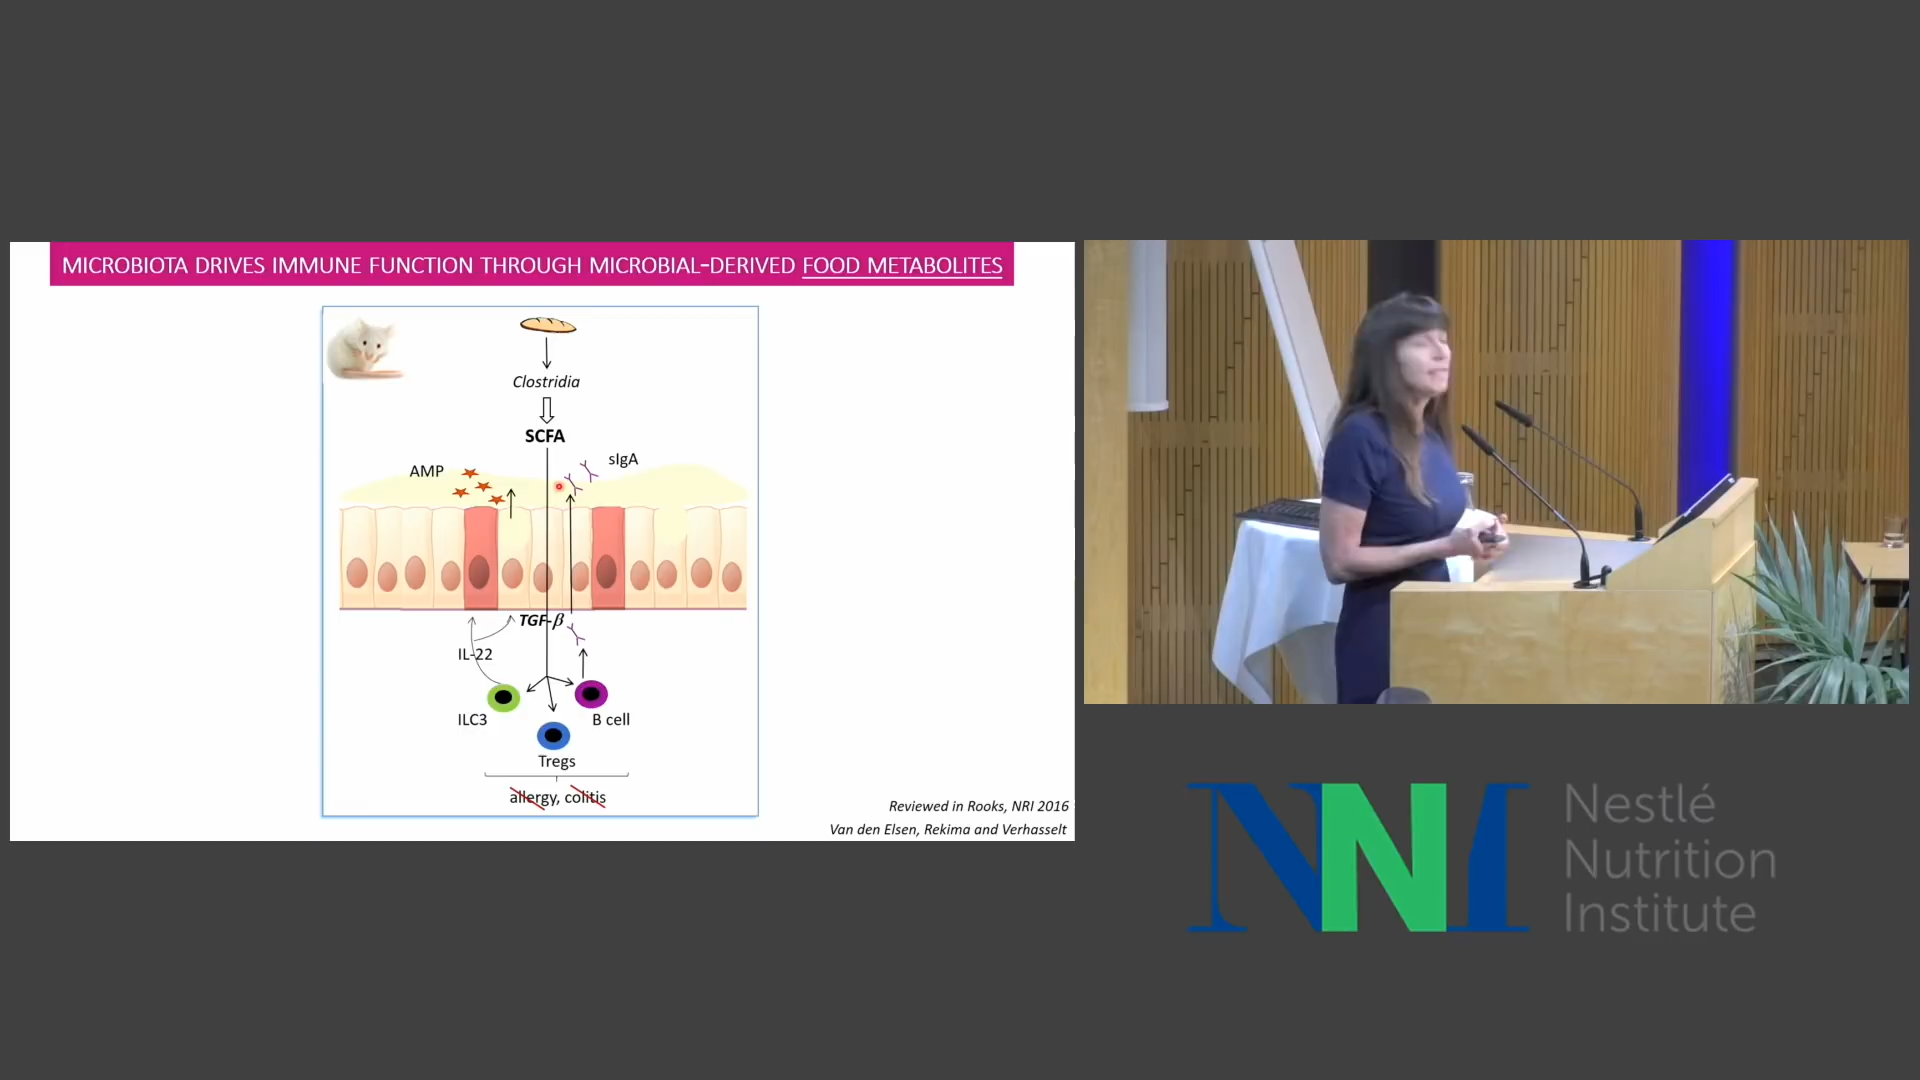 MICROBIOTA DRIVES IMMUNE FUNCTION THROUGH MICROBIAL-DERIVED FOOD METABOLITES
Clostridia
SCFA
AMP
sIgA
TGF-β
IL-22
ILC3
B cell
Tregs
allergy, colitis
Reviewed in Rooks, NRI 2016
Van den Elsen, Rekima and Verhasselt
NNI
Nestlé
Nutrition
Institute